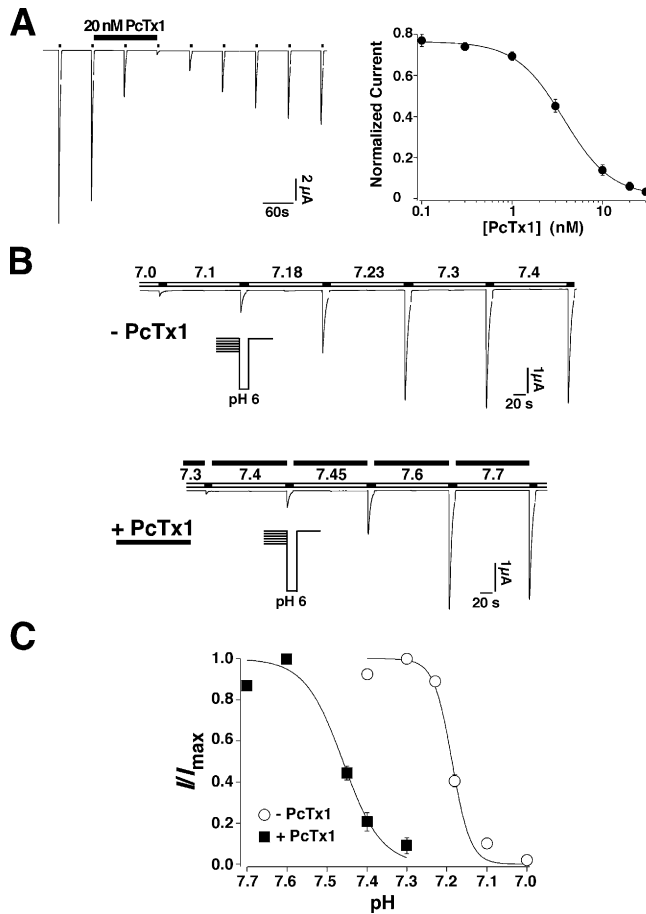 A
20 nM PcTx1
2 μA
60s
Normalized Current
0.8
0.6
0.4
0.2
0
0.1
1
10
[PcTx1] (nM)
B
7.0 7.1 7.18 7.23 7.3 7.4
- PcTx1
pH 6
1μA
20 s
7.3 7.4 7.45 7.6 7.7
+ PcTx1
pH 6
1μA
20 s
C
I/Imax
1.0
0.8
0.6
0.4
0.2
0.0
- PcTx1
+ PcTx1
7.7 7.6 7.5 7.4 7.3 7.2 7.1 7.0
pH